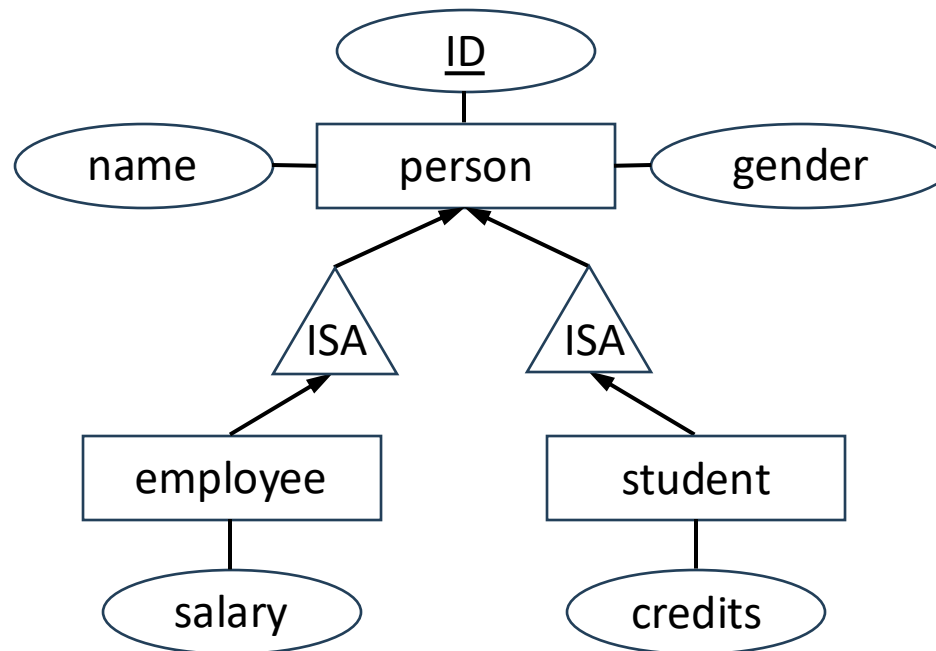 ID
name
person
gender
ISA
ISA
employee
student
salary
credits